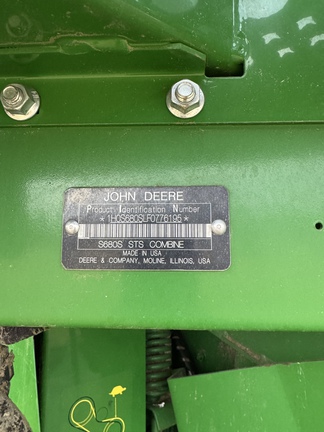 JOHN DEERE
Product Identification Number
*1H0S680SLF0776195*
S680S STS COMBINE
MADE IN USA
DEERE & COMPANY, MOLINE, ILLINOIS, USA